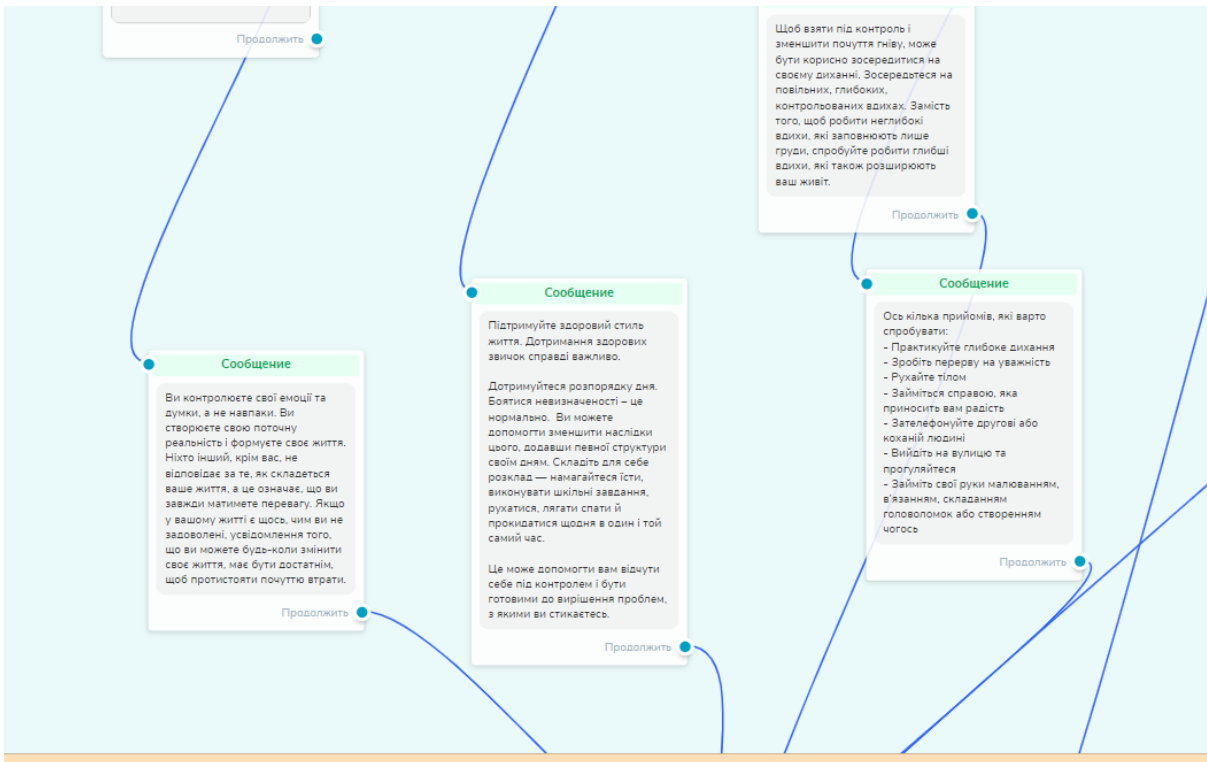 Продолжить
Щоб взяти під контроль і
зменшити почуття гніву, може
бути корисно зосередитися на
своєму диханні. Зосередьтеся на
повільних, глибоких,
контрольованих вдихах. Замість
того, щоб робити неглибокі
вдихи, які заповнюють лише
груди, спробуйте робити глибші
вдихи, які також розширюють
ваш живіт.
Продолжить
Сообщение
Ви контролюєте свої емоції та
думки, а не навпаки. Ви
створюєте свою поточну
реальність і формуєте своє життя.
Ніхто інший, крім вас, не
відповідає за те, як складеться
ваше життя, а це означає, що ви
завжди матимете перевагу. Якщо
у вашому житті є щось, чим ви не
задоволені, усвідомлення того,
що ви можете будь-коли змінити
своє життя, має бути достатнім,
щоб протистояти почуттю втрати.
Продолжить
Сообщение
Підтримуйте здоровий стиль
життя. Дотримання здорових
звичок справді важливо.
Дотримуйтеся розпорядку дня.
Боятися невизначеності – це
нормально. Ви можете
допомогти зменшити наслідки
цього, додавши певної структури
своїм дням. Складіть для себе
розклад — намагайтеся їсти,
виконувати шкільні завдання,
рухатися, лягати спати й
прокидатися щодня в один і той
самий час.
Це може допомогти вам відчути
себе під контролем і бути
готовими до вирішення проблем,
з якими ви стикаєтесь.
Продолжить
Сообщение
Ось кілька прийомів, які варто
спробувати:
- Практикуйте глибоке дихання
- Зробіть перерву на уважність
- Рухайте тілом
- Займіться справою, яка
приносить вам радість
- Зателефонуйте другові або
коханій людині
- Вийдіть на вулицю та
прогуляйтеся
- Займіть свої руки малюванням,
в'язанням, складанням
головоломок або створенням
чогось
Продолжить